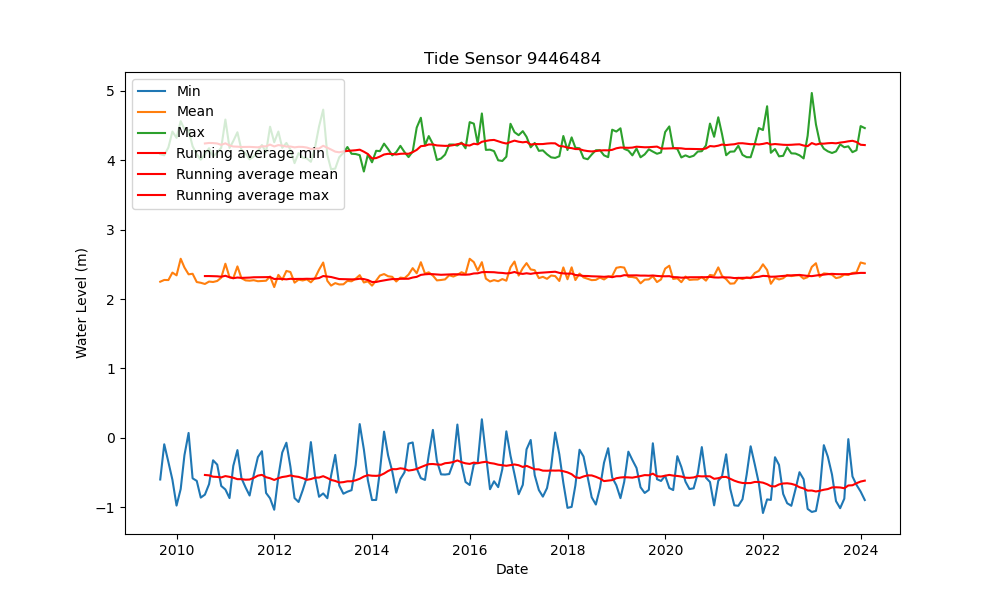 Tide Sensor 9446484
Min
Mean
Max
Running average min
Running average mean
Running average max
5
4
3
2
1
0
−1
Water Level (m)
2010 2012 2014 2016 2018 2020 2022 2024
Date